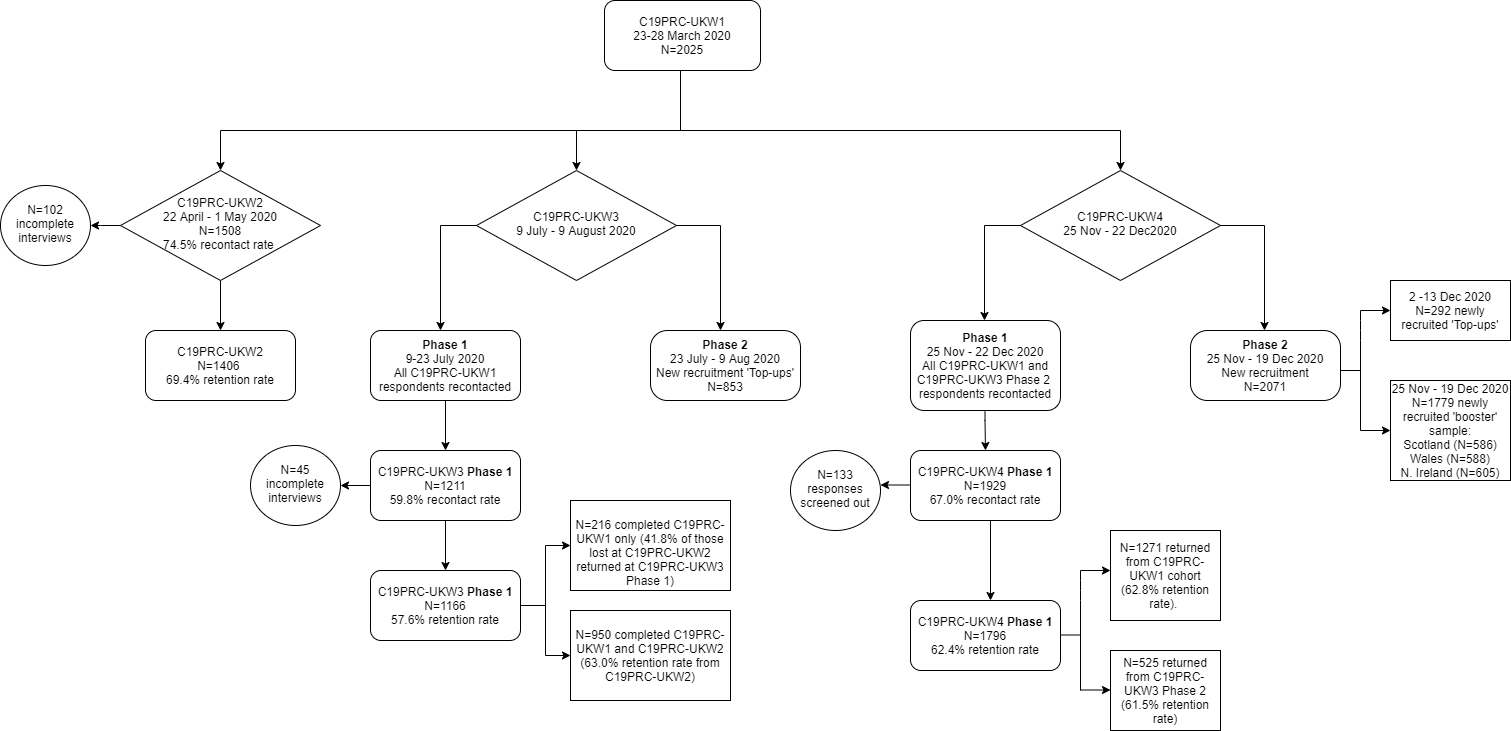 C19PRC-UKW1
23-28 March 2020
N=2025
N=102
incomplete
interviews
C19PRC-UKW2
22 April - 1 May 2020
N=1508
74.5% recontact rate
C19PRC-UKW2
N=1406
69.4% retention rate
C19PRC-UKW3
9 July - 9 August 2020
Phase 1
9-23 July 2020
All C19PRC-UKW1
respondents recontacted
Phase 2
23 July - 9 Aug 2020
New recruitment 'Top-ups'
N=853
N=45
incomplete
interviews
C19PRC-UKW3 Phase 1
N=1211
59.8% recontact rate
C19PRC-UKW3 Phase 1
N=1166
57.6% retention rate
N=216 completed C19PRC-
UKW1 only (41.8% of those
lost at C19PRC-UKW2
returned at C19PRC-UKW3
Phase 1)
N=950 completed C19PRC-
UKW1 and C19PRC-UKW2
(63.0% retention rate from
C19PRC-UKW2)
C19PRC-UKW4
25 Nov - 22 Dec2020
Phase 1
25 Nov - 22 Dec 2020
All C19PRC-UKW1 and
C19PRC-UKW3 Phase 2
respondents recontacted
Phase 2
25 Nov - 19 Dec 2020
New recruitment
N=2071
2 -13 Dec 2020
N=292 newly
recruited 'Top-ups'
25 Nov - 19 Dec 2020
N=1779 newly
recruited 'booster'
sample:
Scotland (N=586)
Wales (N=588)
N. Ireland (N=605)
N=133
responses
screened out
C19PRC-UKW4 Phase 1
N=1929
67.0% recontact rate
C19PRC-UKW4 Phase 1
N=1796
62.4% retention rate
N=1271 returned
from C19PRC-
UKW1 cohort
(62.8% retention
rate).
N=525 returned
from C19PRC-
UKW3 Phase 2
(61.5% retention
rate)